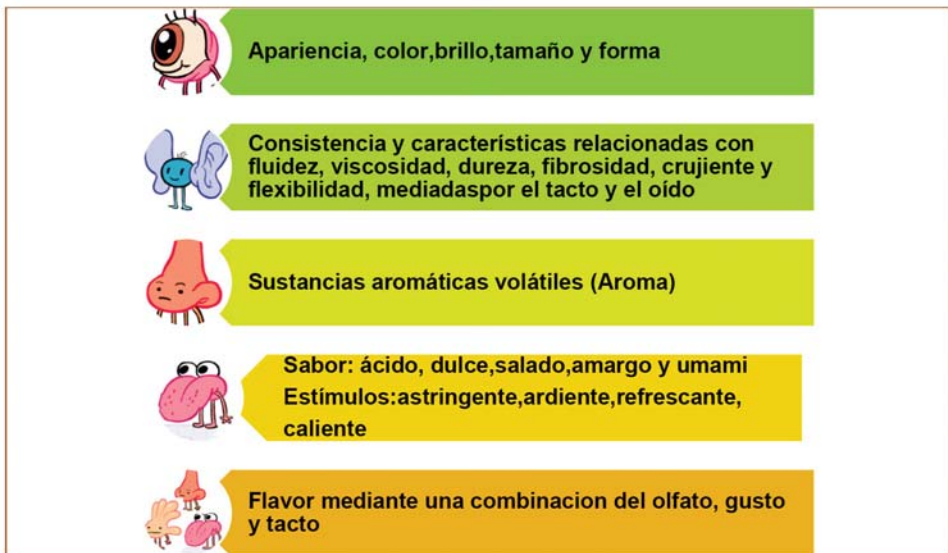 Apariencia, color,brillo,tamaño y forma
Consistencia y características relacionadas con
fluidez, viscosidad, dureza, fibrosidad, crujiente y
flexibilidad, mediadaspor el tacto y el oído
Sustancias aromáticas volátiles (Aroma)
Sabor: ácido, dulce,salado,amargo y umami
Estímulos:astringente,ardiente,refrescante,
caliente
Flavor mediante una combinacion del olfato, gusto
y tacto